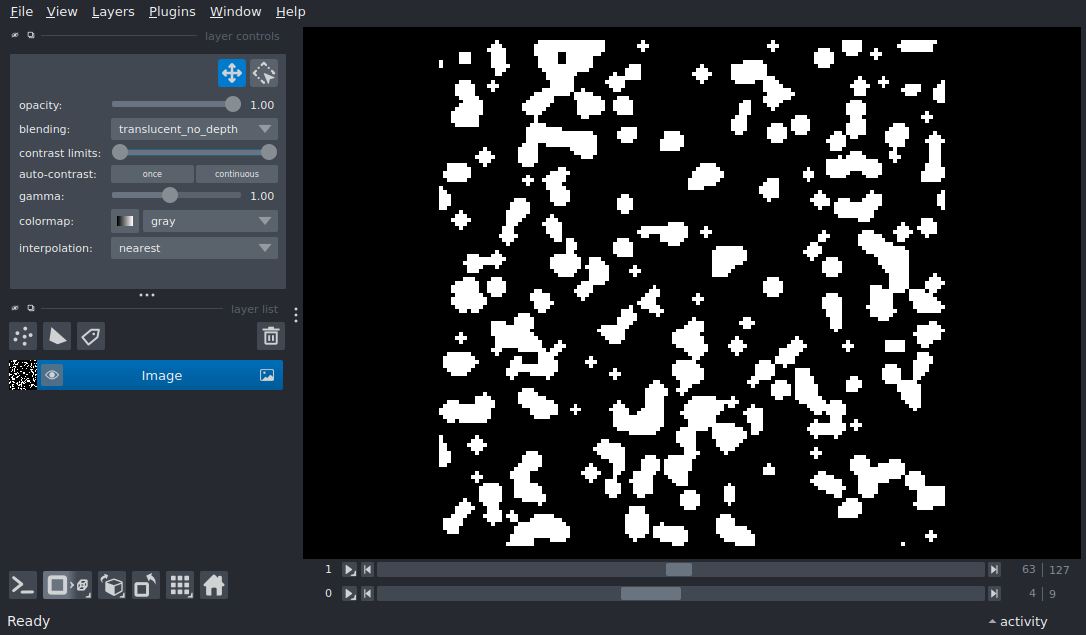 File View Layers Plugins Window Help
layer controls
opacity: 1.00
blending: translucent_no_depth
contrast limits:
auto-contrast: once continuous
gamma: 1.00
colormap: gray
interpolation: nearest
layer list
Image
1 63 127
0 4 9
Ready activity